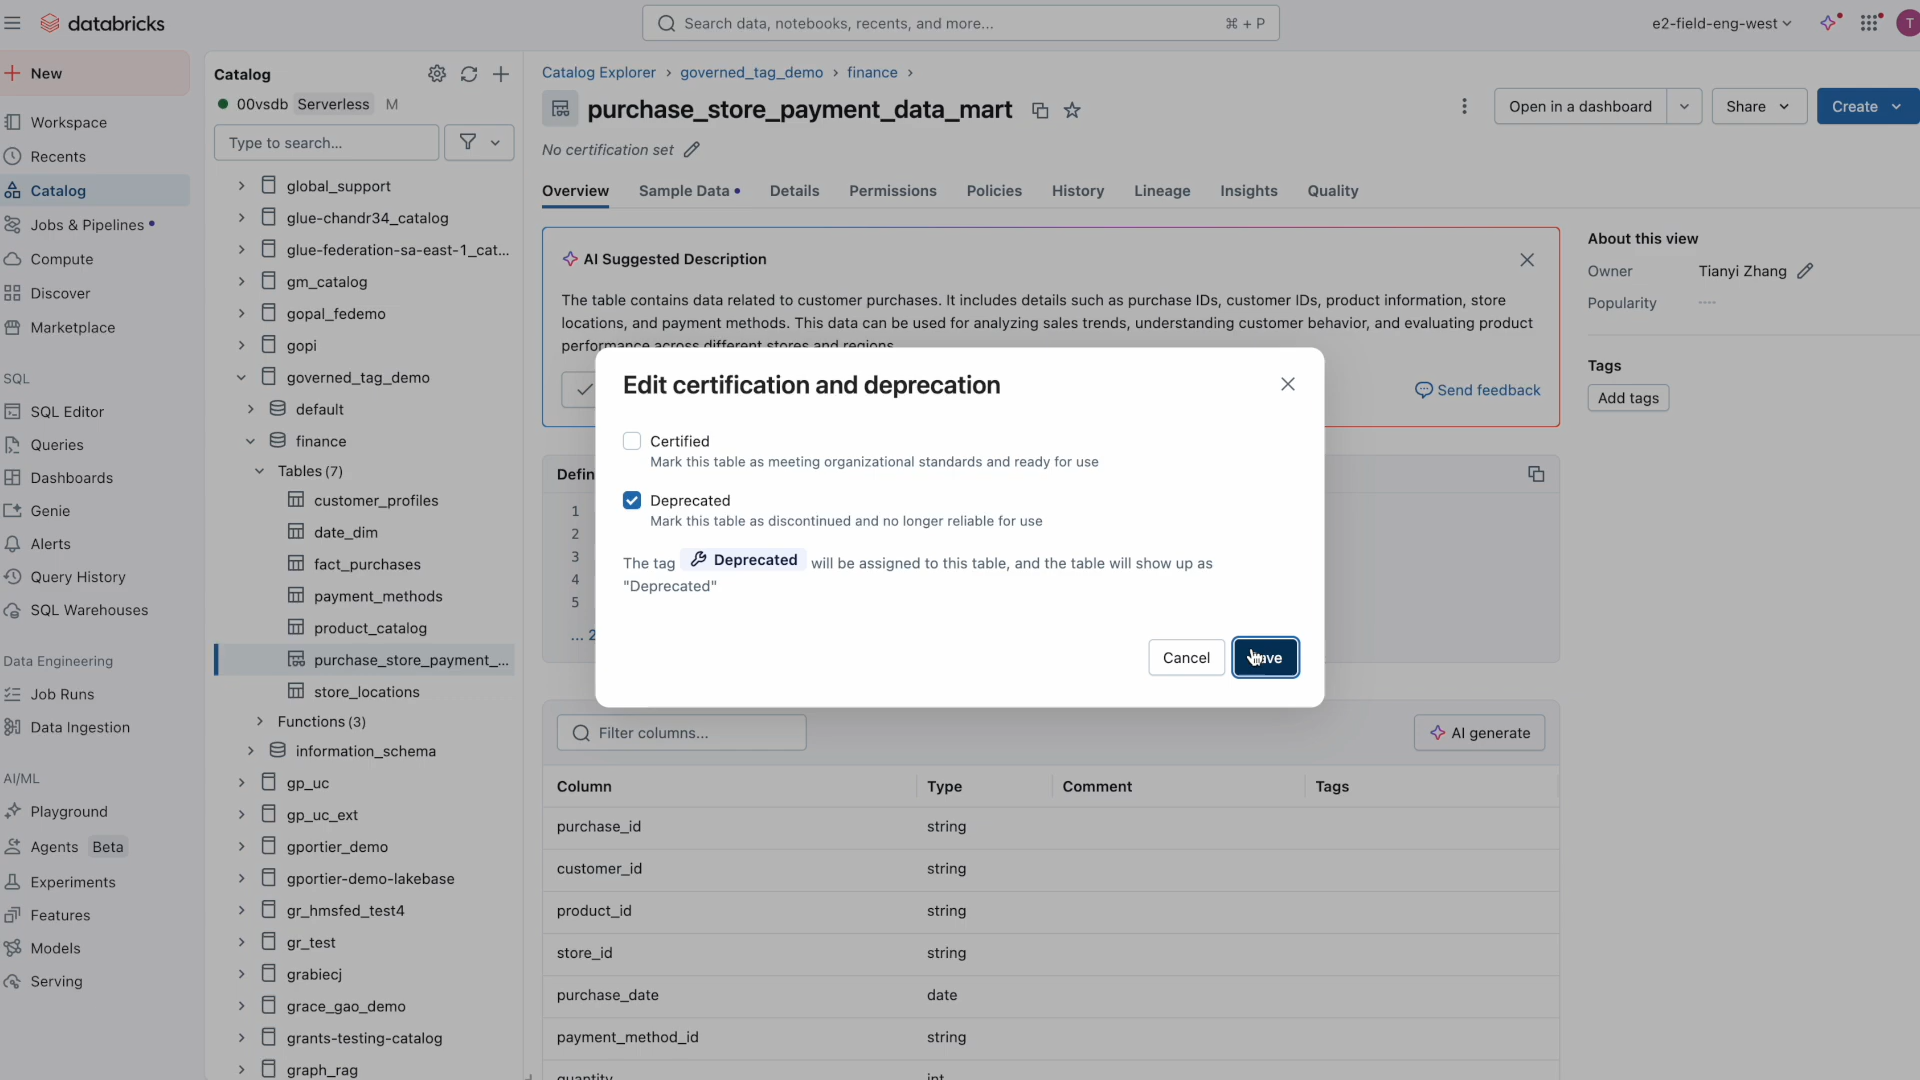 databricks
Search data, notebooks, recents, and more...
⌘ + P
e2-field-eng-west
T
New
Workspace
Recents
Catalog
Jobs & Pipelines
Compute
Discover
Marketplace
SQL
SQL Editor
Queries
Dashboards
Genie
Alerts
Query History
SQL Warehouses
Data Engineering
Job Runs
Data Ingestion
AI/ML
Playground
Agents Beta
Experiments
Features
Models
Serving
Catalog
00vsdb Serverless M
Type to search...
global_support
glue-chandr34_catalog
glue-federation-sa-east-1_cat...
gm_catalog
gopal_fedemo
gopi
governed_tag_demo
default
finance
Tables (7)
customer_profiles
date_dim
fact_purchases
payment_methods
product_catalog
purchase_store_payment_...
store_locations
Functions (3)
information_schema
gp_uc
gp_uc_ext
gportier_demo
gportier-demo-lakebase
gr_hmsfed_test4
gr_test
grabiecj
grace_gao_demo
grants-testing-catalog
graph_rag
Catalog Explorer › governed_tag_demo › finance ›
purchase_store_payment_data_mart
Open in a dashboard
Share
Create
No certification set
Overview Sample Data Details Permissions Policies History Lineage Insights Quality
AI Suggested Description
The table contains data related to customer purchases. It includes details such as purchase IDs, customer IDs, product information, store
locations, and payment methods. This data can be used for analyzing sales trends, understanding customer behavior, and evaluating product
performance across different stores and regions
Send feedback
About this view
Owner Tianyi Zhang
Popularity ----
Tags
Add tags
Defin
1
2
3
4
5
... 2
Edit certification and deprecation
Certified
Mark this table as meeting organizational standards and ready for use
Deprecated
Mark this table as discontinued and no longer reliable for use
The tag Deprecated will be assigned to this table, and the table will show up as
"Deprecated"
Cancel
Filter columns...
AI generate
Column Type Comment Tags
purchase_id string
customer_id string
product_id string
store_id string
purchase_date date
payment_method_id string
quantity int